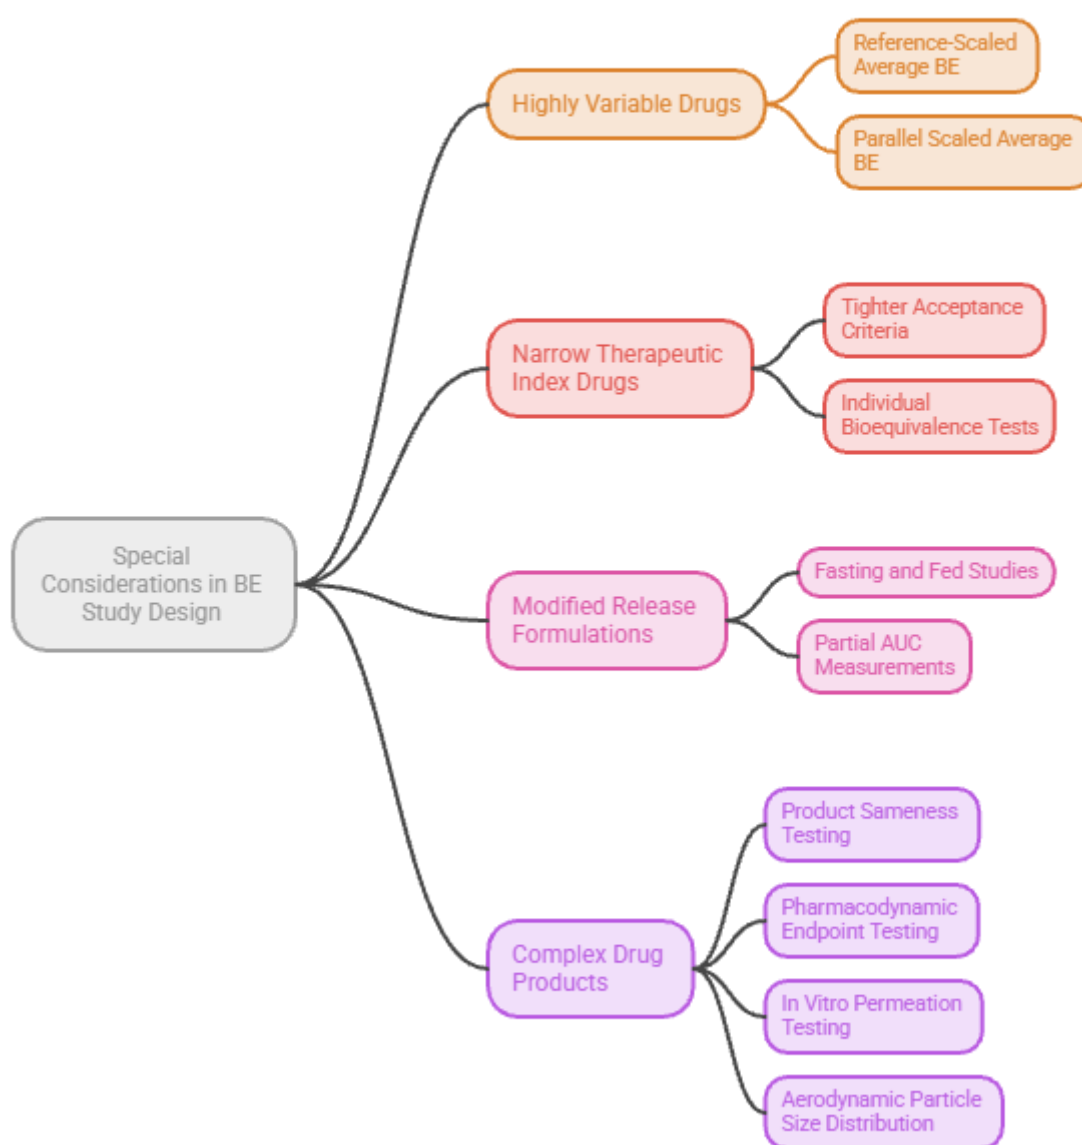 Special
Considerations in BE
Study Design
Highly Variable Drugs
Reference-Scaled
Average BE
Parallel Scaled Average
BE
Narrow Therapeutic
Index Drugs
Tighter Acceptance
Criteria
Individual
Bioequivalence Tests
Modified Release
Formulations
Fasting and Fed Studies
Partial AUC
Measurements
Complex Drug
Products
Product Sameness
Testing
Pharmacodynamic
Endpoint Testing
In Vitro Permeation
Testing
Aerodynamic Particle
Size Distribution